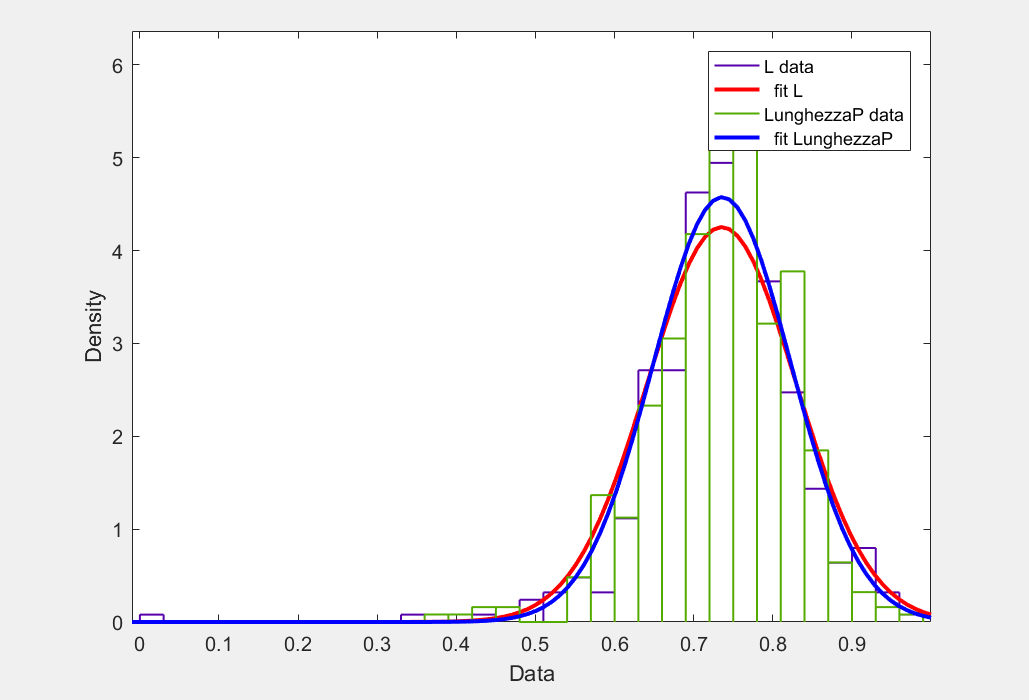 L data
fit L
LunghezzaP data
fit LunghezzaP
6
5
4
3
2
1
0
Density
0 0.1 0.2 0.3 0.4 0.5 0.6 0.7 0.8 0.9
Data